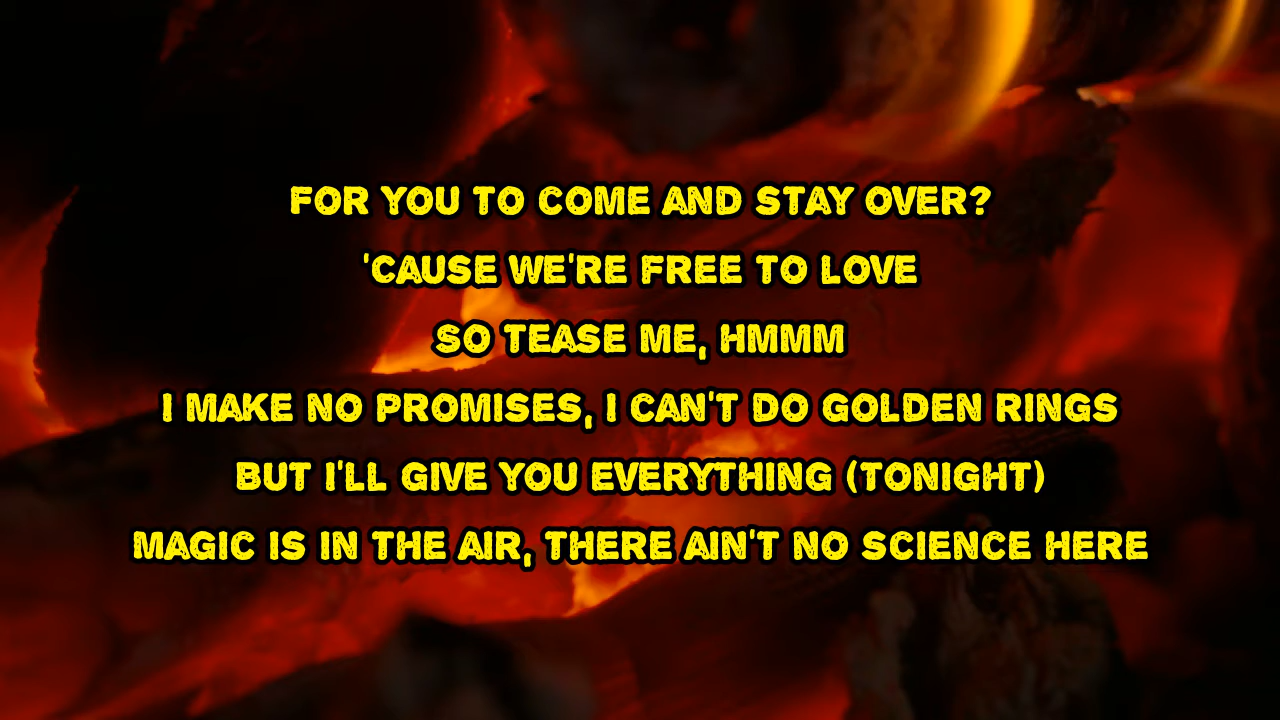 FOR YOU TO COME AND STAY OVER?
'CAUSE WE'RE FREE TO LOVE
SO TEASE ME, HMMM
I MAKE NO PROMISES, I CAN'T DO GOLDEN RINGS
BUT I'LL GIVE YOU EVERYTHING (TONIGHT)
MAGIC IS IN THE AIR, THERE AIN'T NO SCIENCE HERE